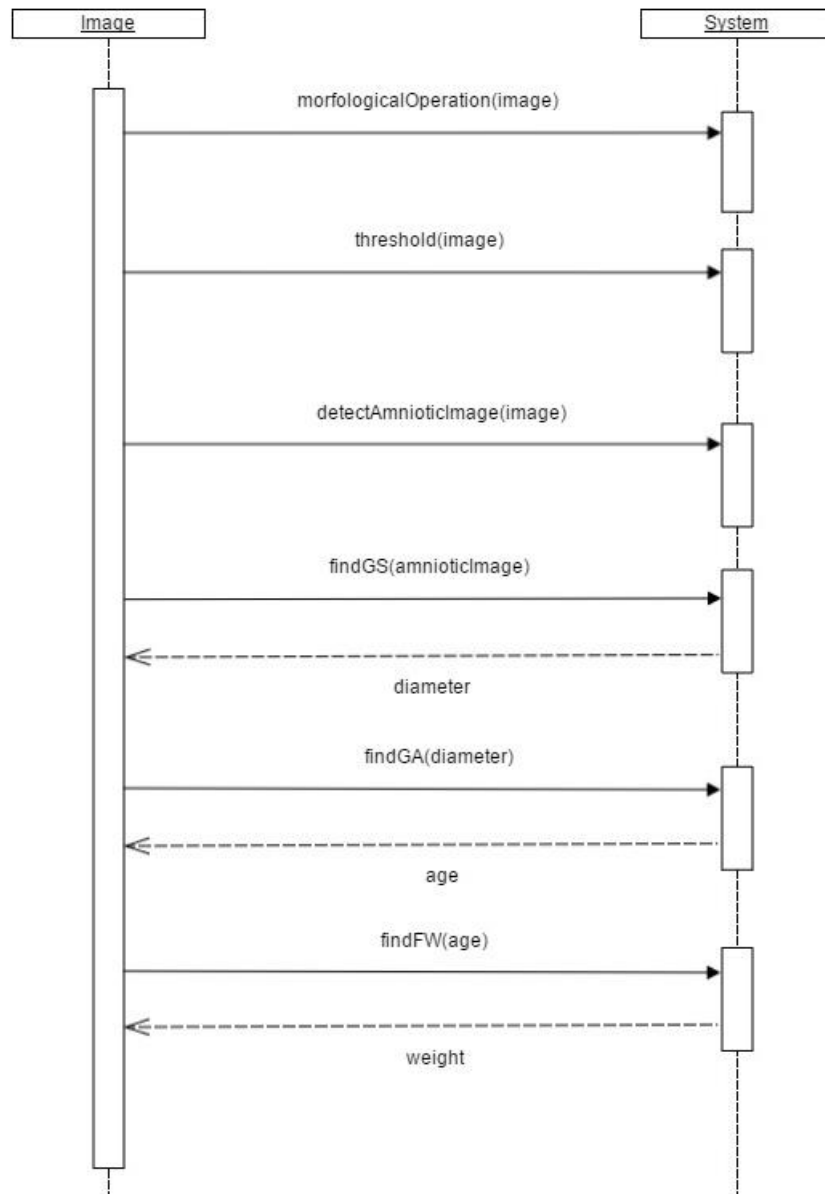 Image
System
morfologicalOperation(image)
threshold(image)
detectAmnioticImage(image)
findGS(amnioticImage)
diameter
findGA(diameter)
age
findFW(age)
weight